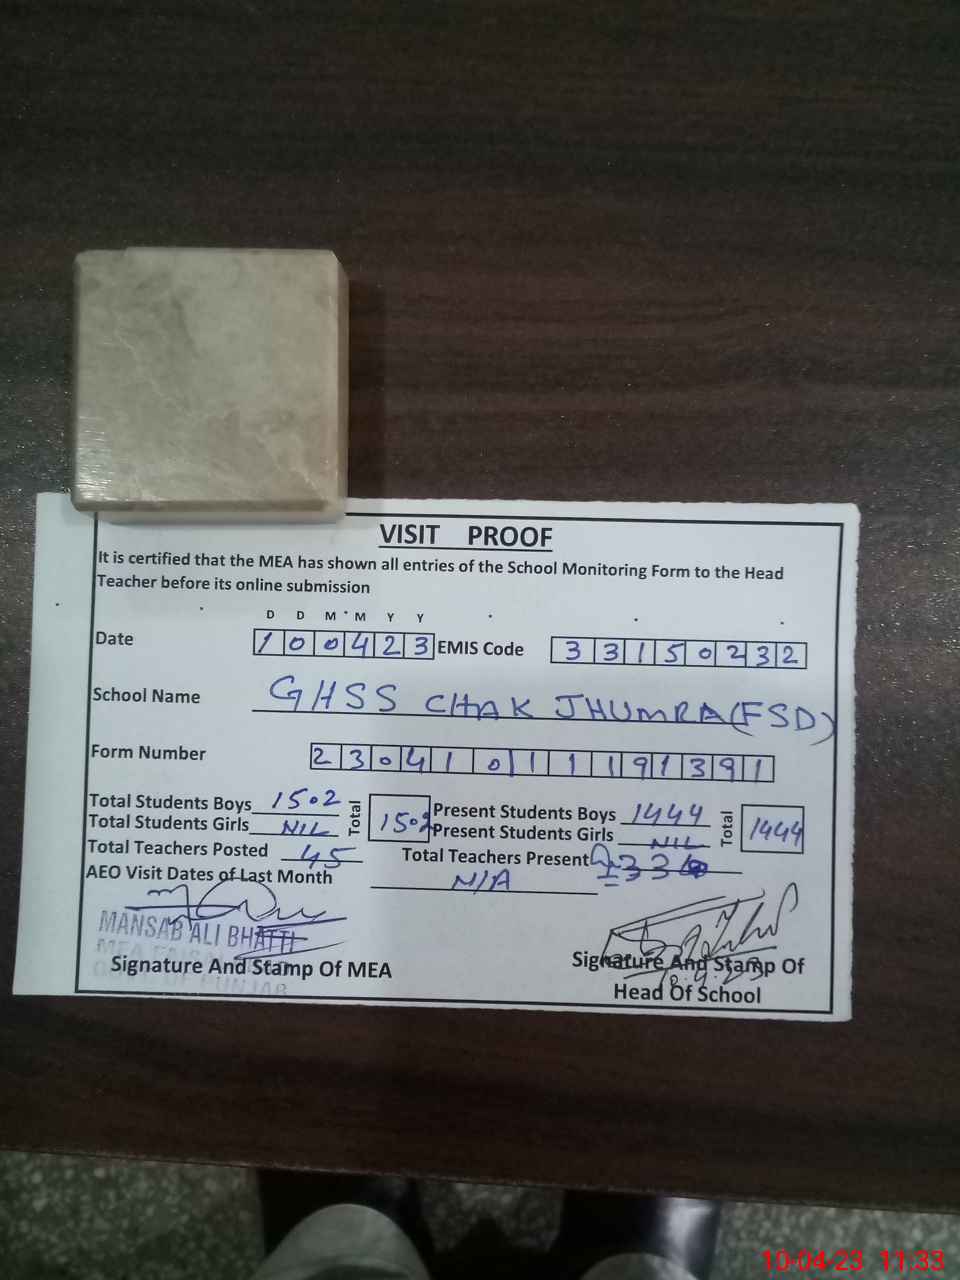 VISIT PROOF
It is certified that the MEA has shown all entries of the School Monitoring Form to the Head
Teacher before its online submission
D D M M Y Y
Date 100423 EMIS Code 33150232
School Name GHSS CHAK JHUMRA (FSD)
Form Number 230410111191391
Total Students Boys 1502 Total 1502 Present Students Boys 1444 Total 1444
Total Students Girls NIL Present Students Girls NIL
Total Teachers Posted 45 Total Teachers Present
AEO Visit Dates of Last Month N/A
MANSAB ALI BHATTI
Signature And Stamp Of MEA
Signature And Stamp Of
Head Of School
10-04-23 11:33